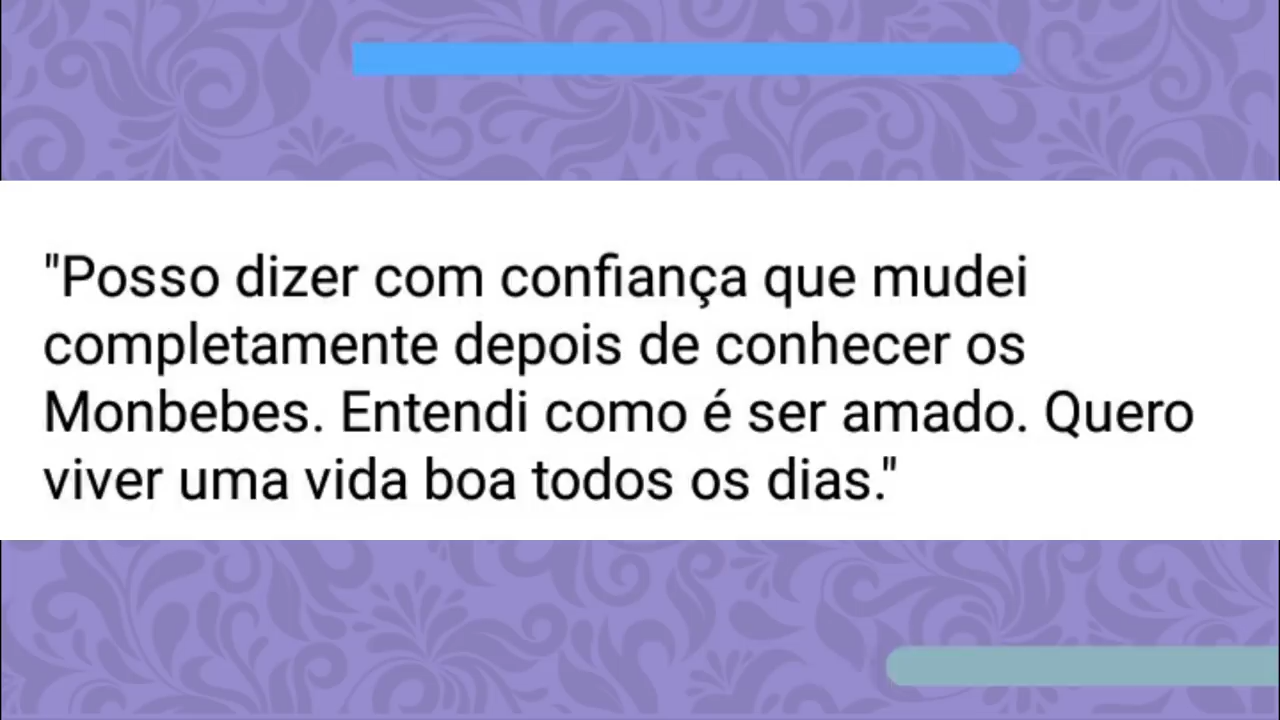 "Posso dizer com confiança que mudei
completamente depois de conhecer os
Monbebes. Entendi como é ser amado. Quero
viver uma vida boa todos os dias."